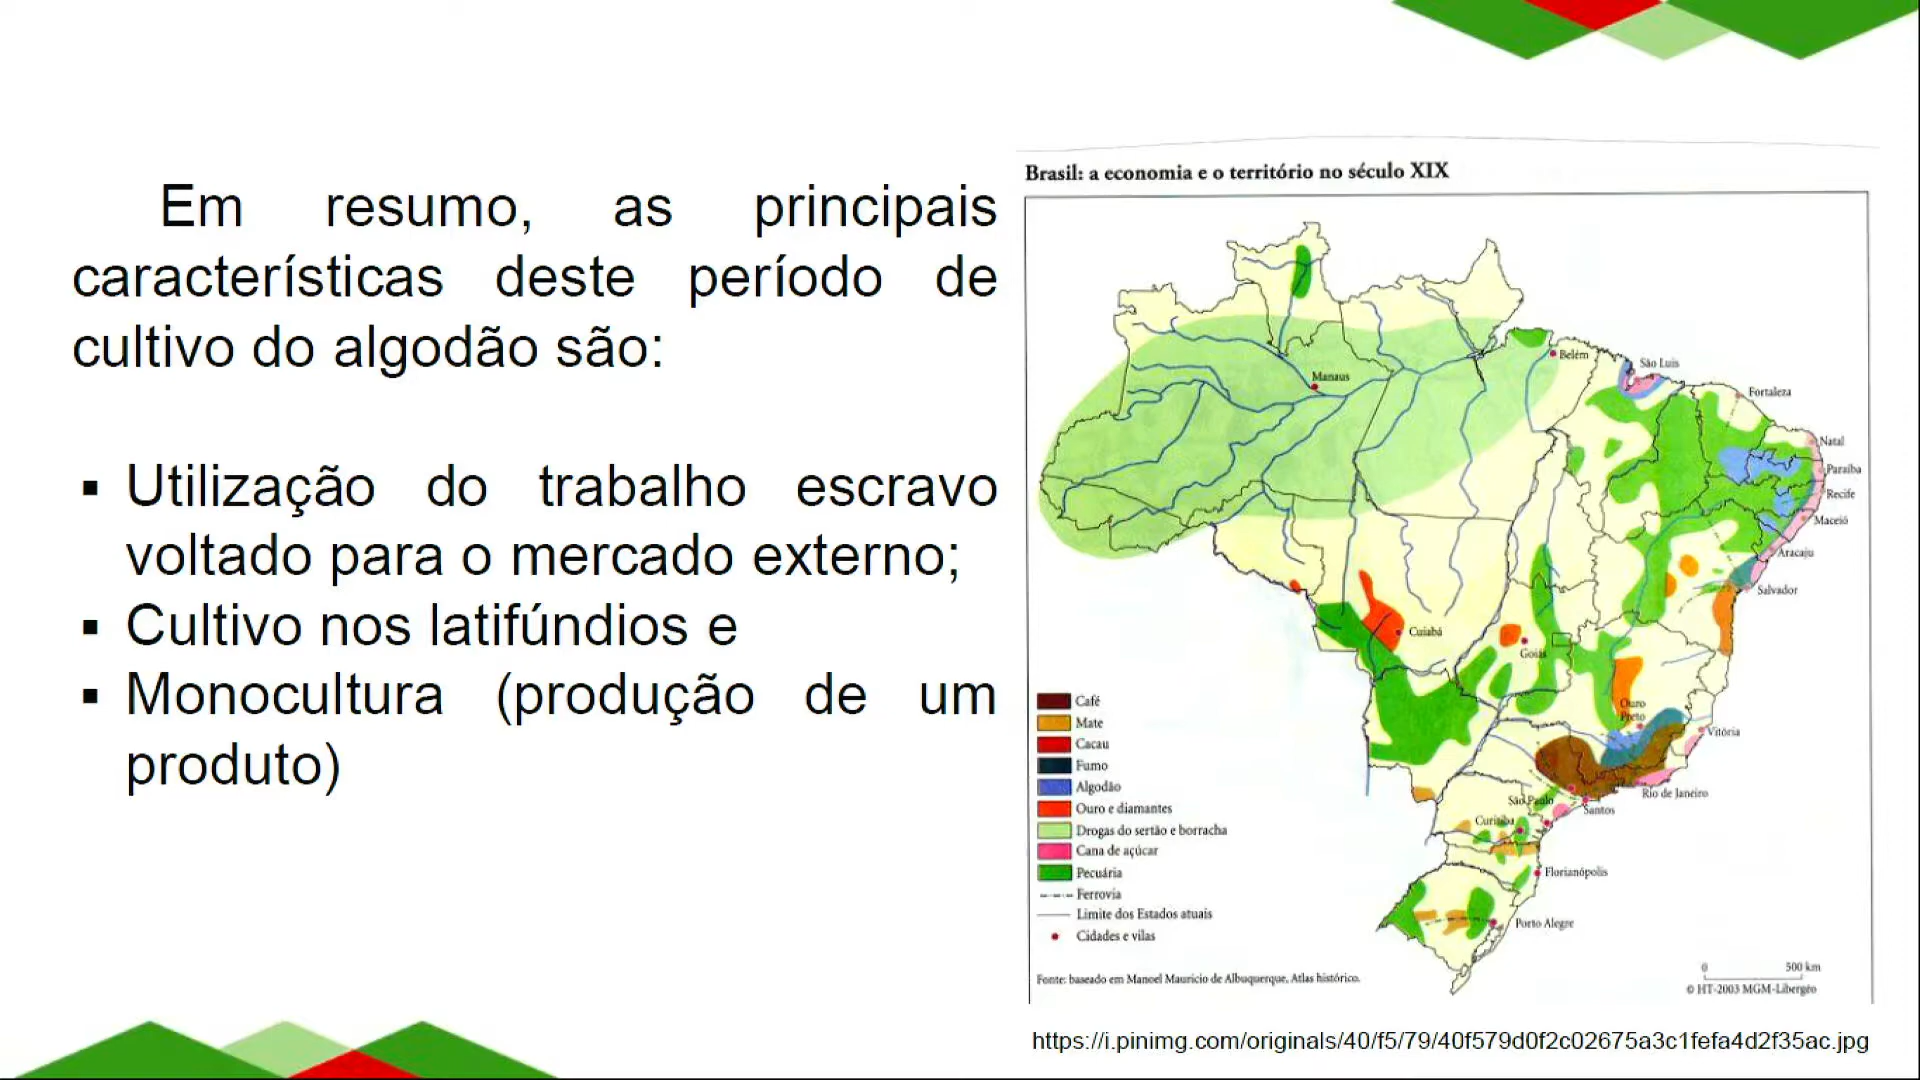 Em resumo, as principais
características deste período de
cultivo do algodão são:
▪ Utilização do trabalho escravo
voltado para o mercado externo;
▪ Cultivo nos latifúndios e
▪ Monocultura (produção de um
produto)
Brasil: a economia e o território no século XIX
Manaus
Belém
São Luis
Fortaleza
Natal
Paraíba
Recife
Maceió
Aracaju
Salvador
Cuiabá
Goiás
Ouro
Preto
Vitória
Rio de Janeiro
São Paulo
Santos
Curitiba
Florianópolis
Porto Alegre
Café
Mate
Cacau
Fumo
Algodão
Ouro e diamantes
Drogas do sertão e borracha
Cana de açúcar
Pecuária
Ferrovia
Limite dos Estados atuais
Cidades e vilas
0 500 km
Fonte: baseado em Manoel Maurício de Albuquerque, Atlas histórico.
© HT-2003 MGM-Libergéo
https://i.pinimg.com/originals/40/f5/79/40f579d0f2c02675a3c1fefa4d2f35ac.jpg